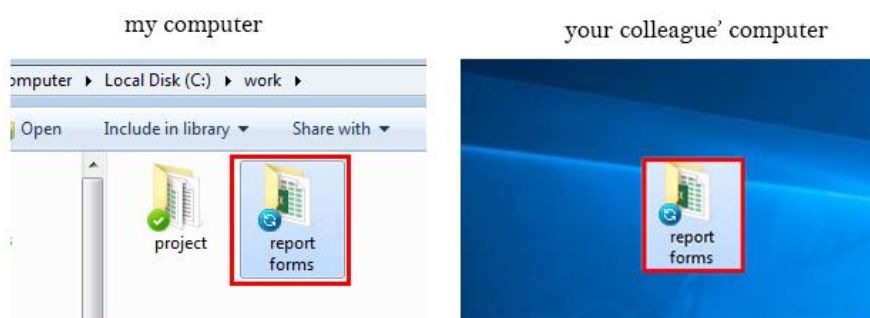 my computer
your colleague’ computer
omputer ▸ Local Disk (C:) ▸ work ▸
Open Include in library ▾ Share with ▾
project
report
forms
report
forms